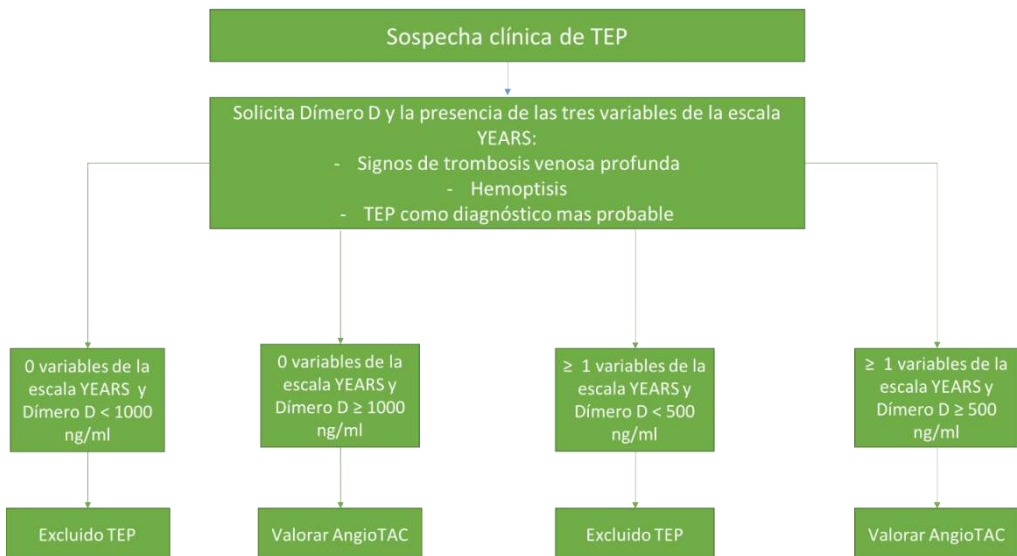 Sospecha clínica de TEP
Solicita Dímero D y la presencia de las tres variables de la escala
YEARS:
- Signos de trombosis venosa profunda
- Hemoptisis
- TEP como diagnóstico mas probable
0 variables de la
escala YEARS y
Dímero D < 1000
ng/ml
0 variables de la
escala YEARS y
Dímero D ≥ 1000
ng/ml
≥ 1 variables de la
escala YEARS y
Dímero D < 500
ng/ml
≥ 1 variables de la
escala YEARS y
Dímero D ≥ 500
ng/ml
Excluido TEP
Valorar AngioTAC
Excluido TEP
Valorar AngioTAC